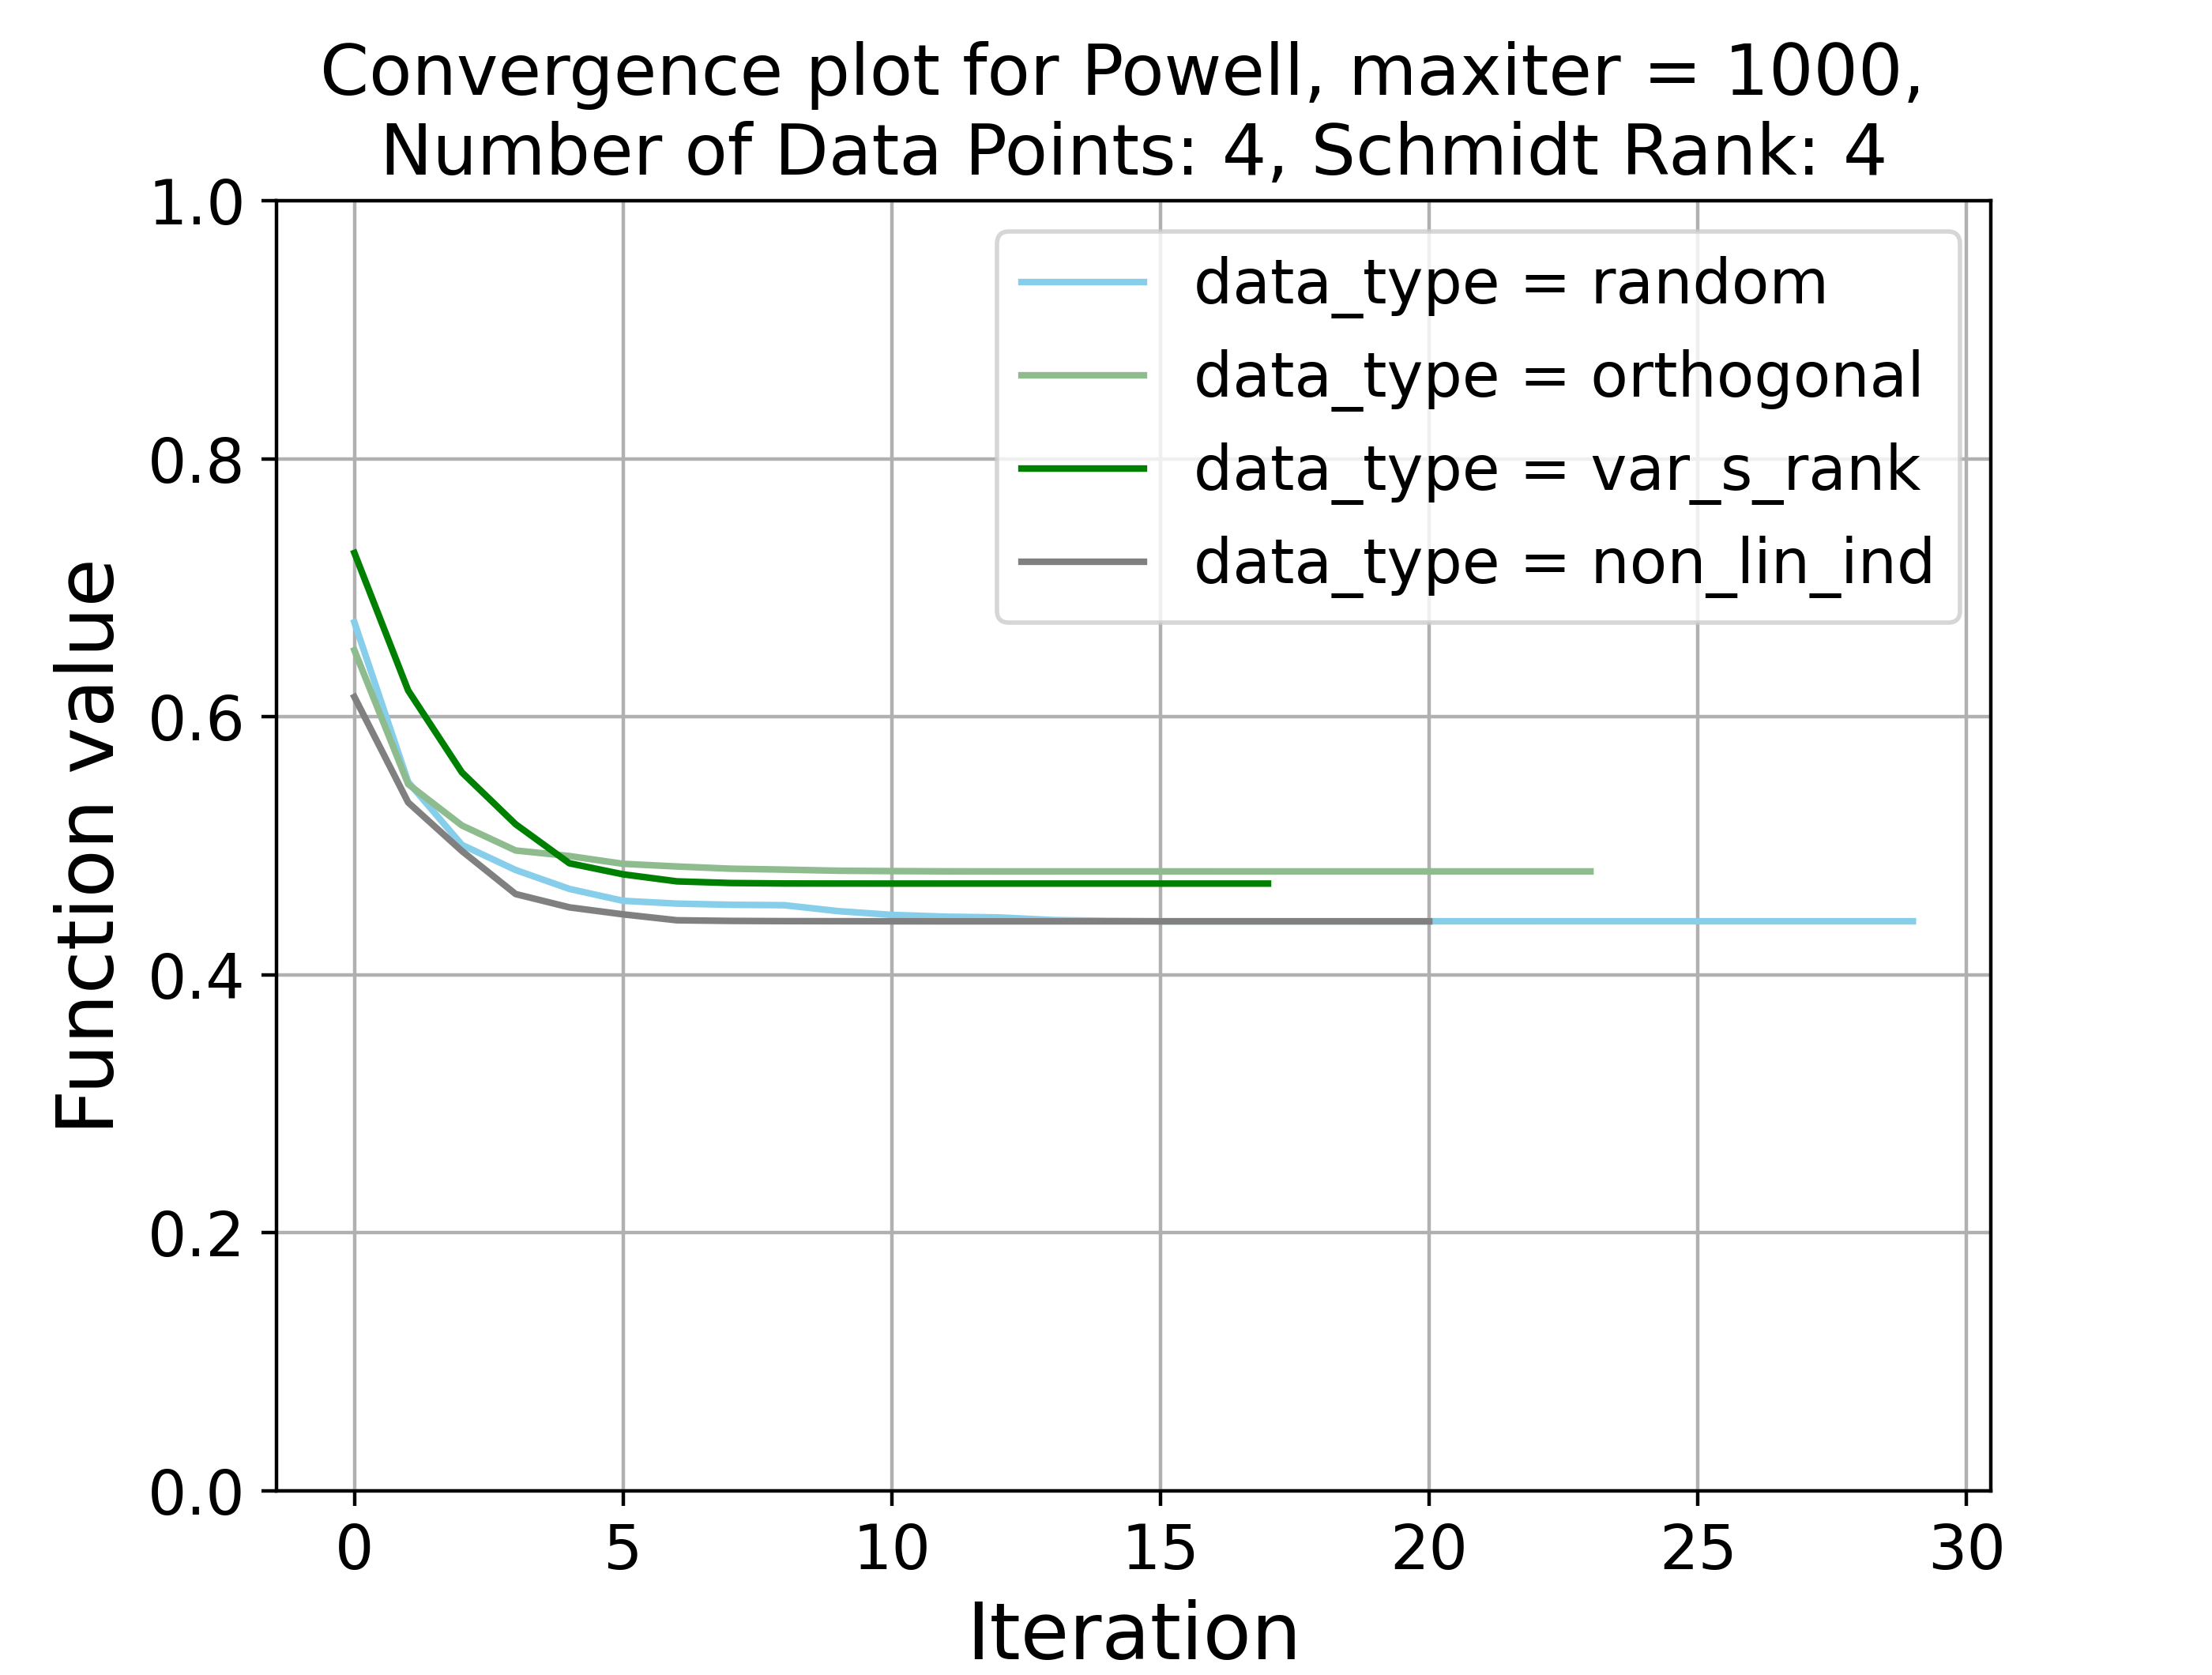 Convergence plot for Powell, maxiter = 1000,
Number of Data Points: 4, Schmidt Rank: 4
1.0
0.8
0.6
0.4
0.2
0.0
Function value
data_type = random
data_type = orthogonal
data_type = var_s_rank
data_type = non_lin_ind
0 5 10 15 20 25 30
Iteration